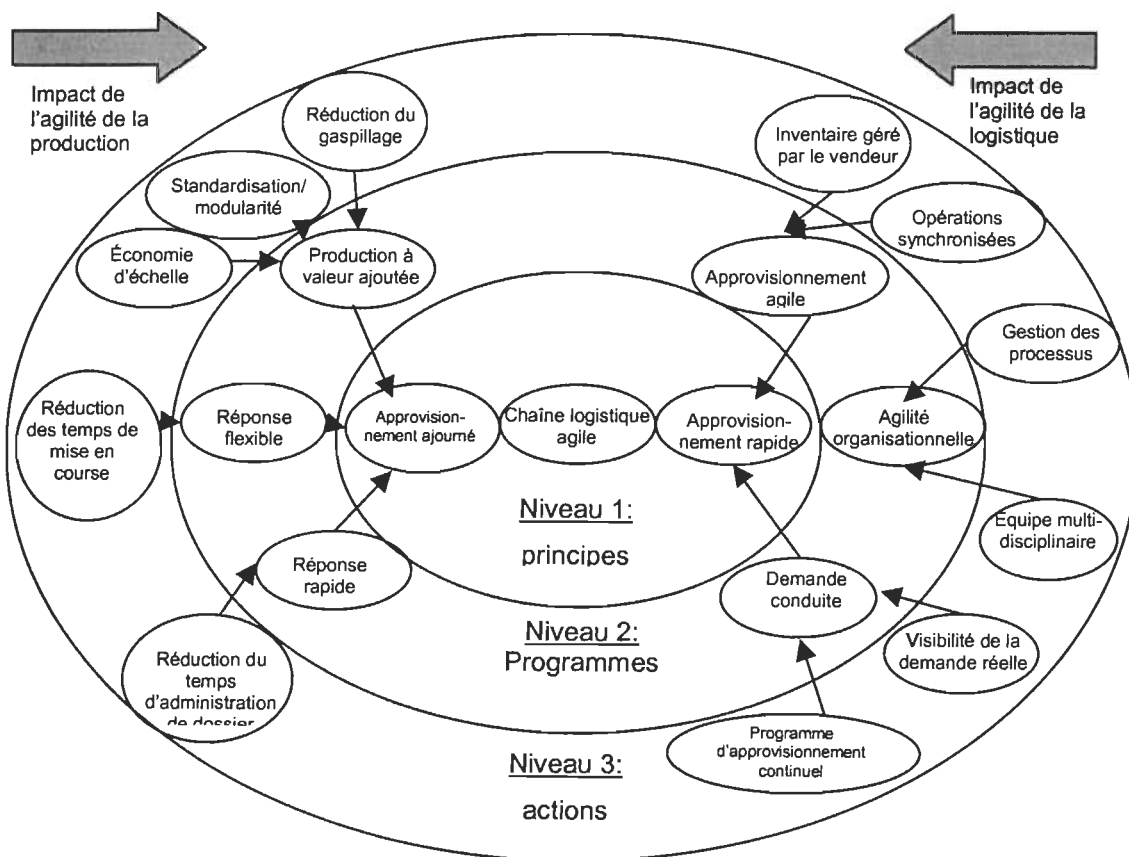 Impact de
l'agilité de la
production
Impact de
l'agilité de la
logistique
Réduction du
gaspillage
Inventaire géré
par le vendeur
Standardisation/
modularité
Opérations
synchronisées
Économie
d'échelle
Production à
valeur ajoutée
Approvisionnement
agile
Gestion des
processus
Réduction
des temps de
mise en
course
Réponse
flexible
Approvision-
nement ajourné
Chaîne logistique
agile
Approvision-
nement rapide
Agilité
organisationnelle
Niveau 1:
principes
Equipe multi-
disciplinaire
Réponse
rapide
Demande
conduite
Niveau 2:
Programmes
Visibilité de la
demande réelle
Réduction du
temps
d'administration
de dossier
Programme
d'approvisionnement
continuel
Niveau 3:
actions